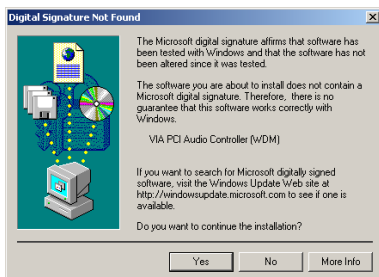 Digital Signature Not Found
The Microsoft digital signature affirms that software has
been tested with Windows and that the software has not
been altered since it was tested.
The software you are about to install does not contain a
Microsoft digital signature. Therefore, there is no
guarantee that this software works correctly with
Windows.
VIA PCI Audio Controller (WDM)
If you want to search for Microsoft digitally signed
software, visit the Windows Update Web site at
http://windowsupdate.microsoft.com to see if one is
available.
Do you want to continue the installation?
Yes No More Info